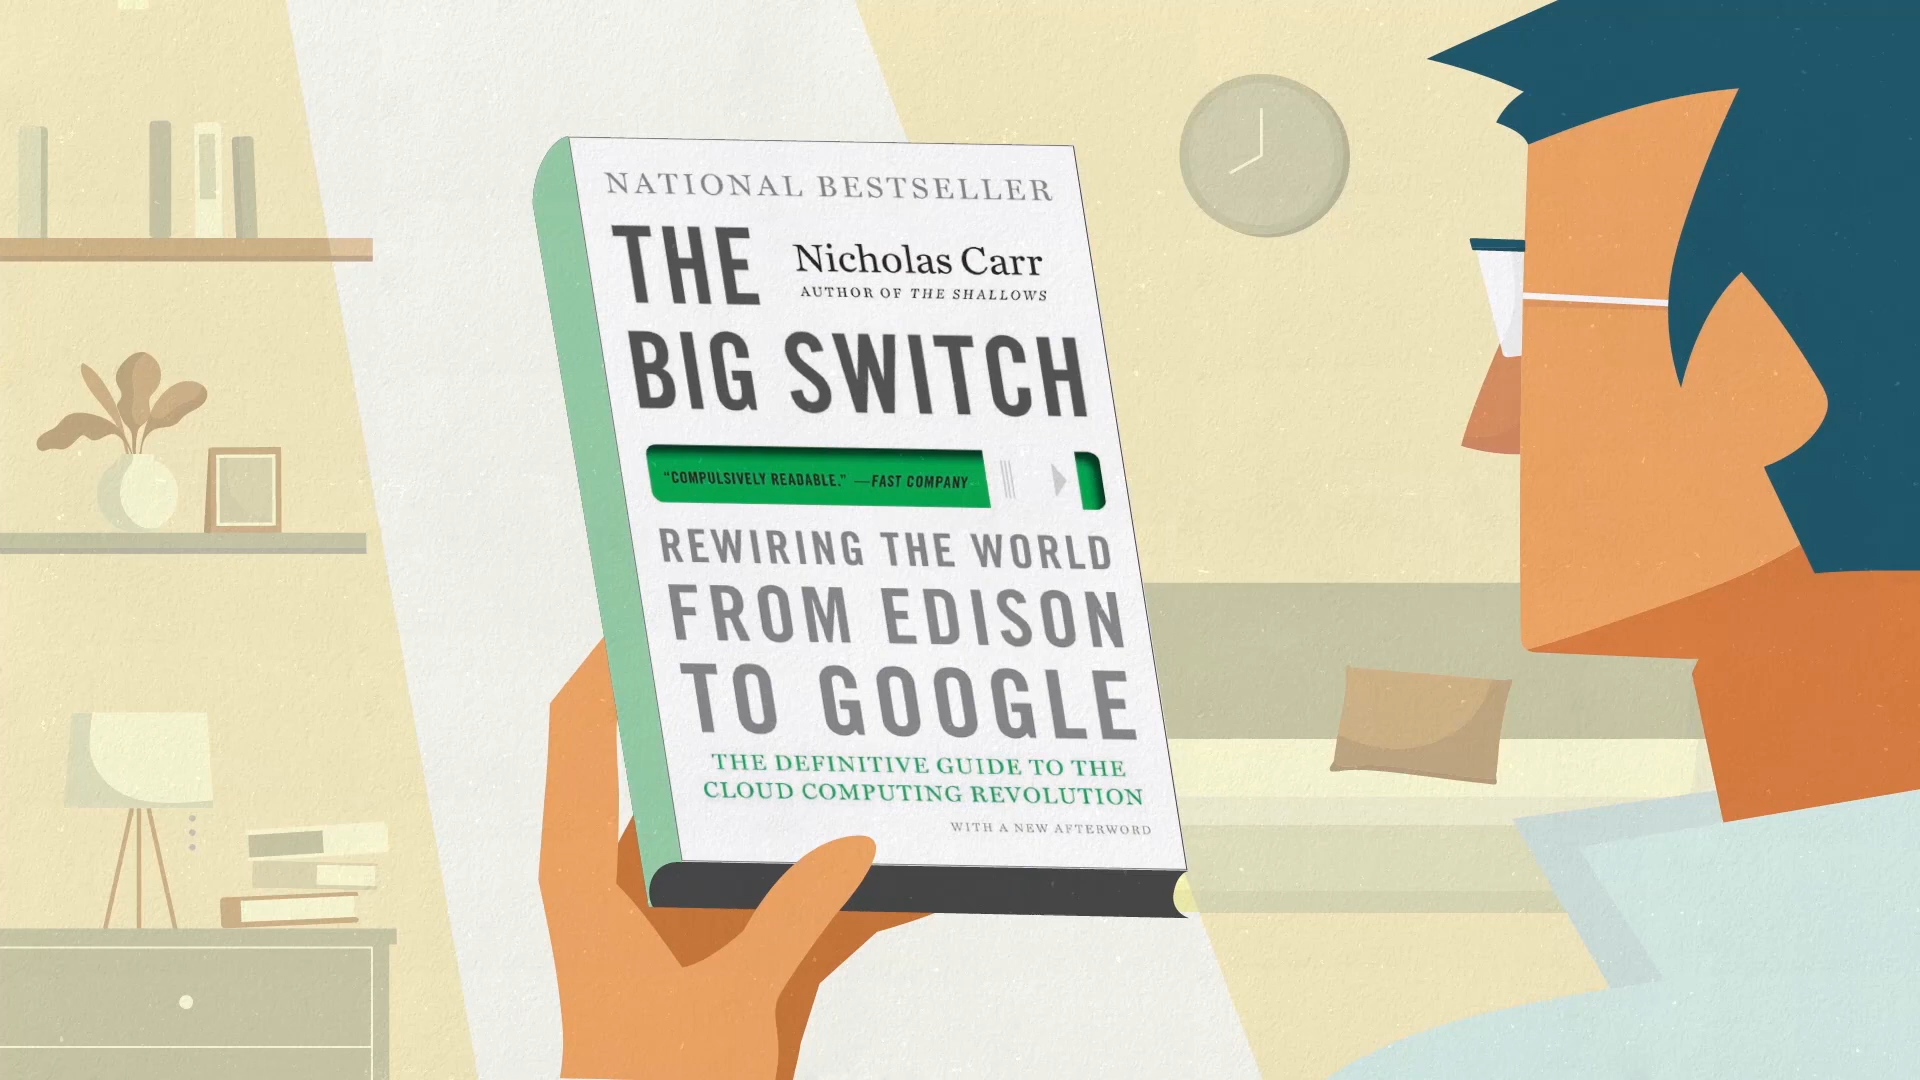 NATIONAL BESTSELLER
THE
Nicholas Carr
AUTHOR OF THE SHALLOWS
BIG SWITCH
“COMPULSIVELY READABLE.” —FAST COMPANY
REWIRING THE WORLD
FROM EDISON
TO GOOGLE
THE DEFINITIVE GUIDE TO THE
CLOUD COMPUTING REVOLUTION
WITH A NEW AFTERWORD